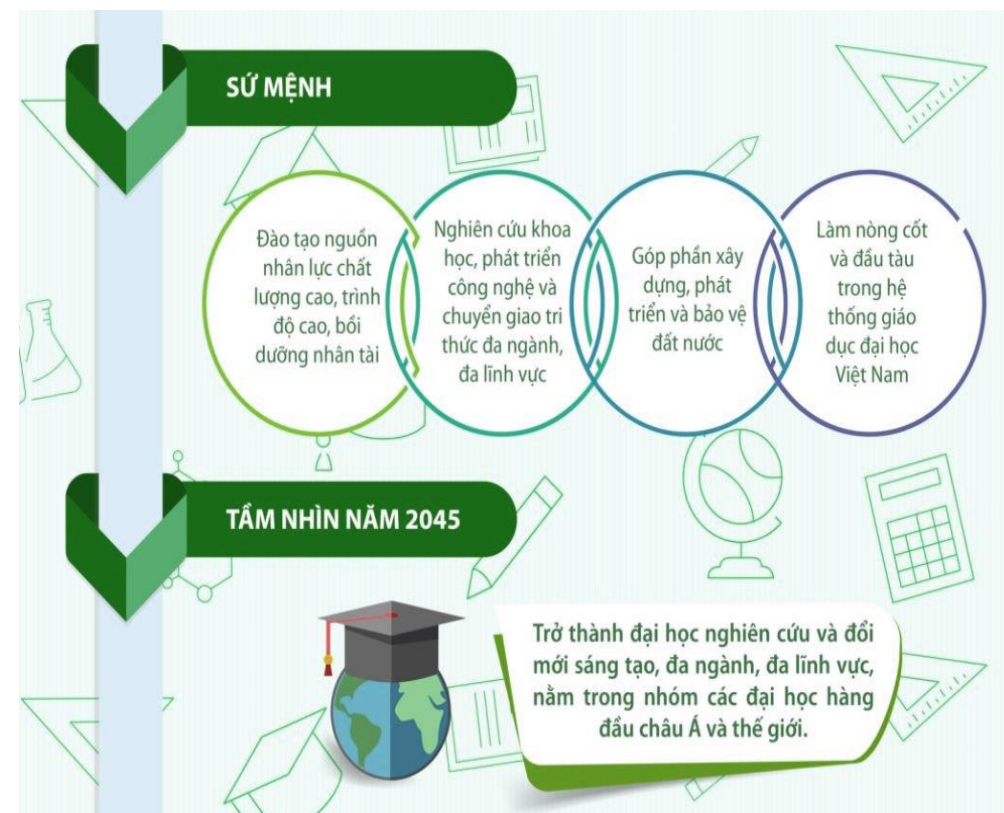 SỨ MỆNH
Đào tạo nguồn
nhân lực chất
lượng cao, trình
độ cao, bồi
dưỡng nhân tài
Nghiên cứu khoa
học, phát triển
công nghệ và
chuyển giao tri
thức đa ngành,
đa lĩnh vực
Góp phần xây
dựng, phát
triển và bảo vệ
đất nước
Làm nòng cốt
và đầu tàu
trong hệ
thống giáo
dục đại học
Việt Nam
TẦM NHÌN NĂM 2045
Trở thành đại học nghiên cứu và đổi
mới sáng tạo, đa ngành, đa lĩnh vực,
nằm trong nhóm các đại học hàng
đầu châu Á và thế giới.